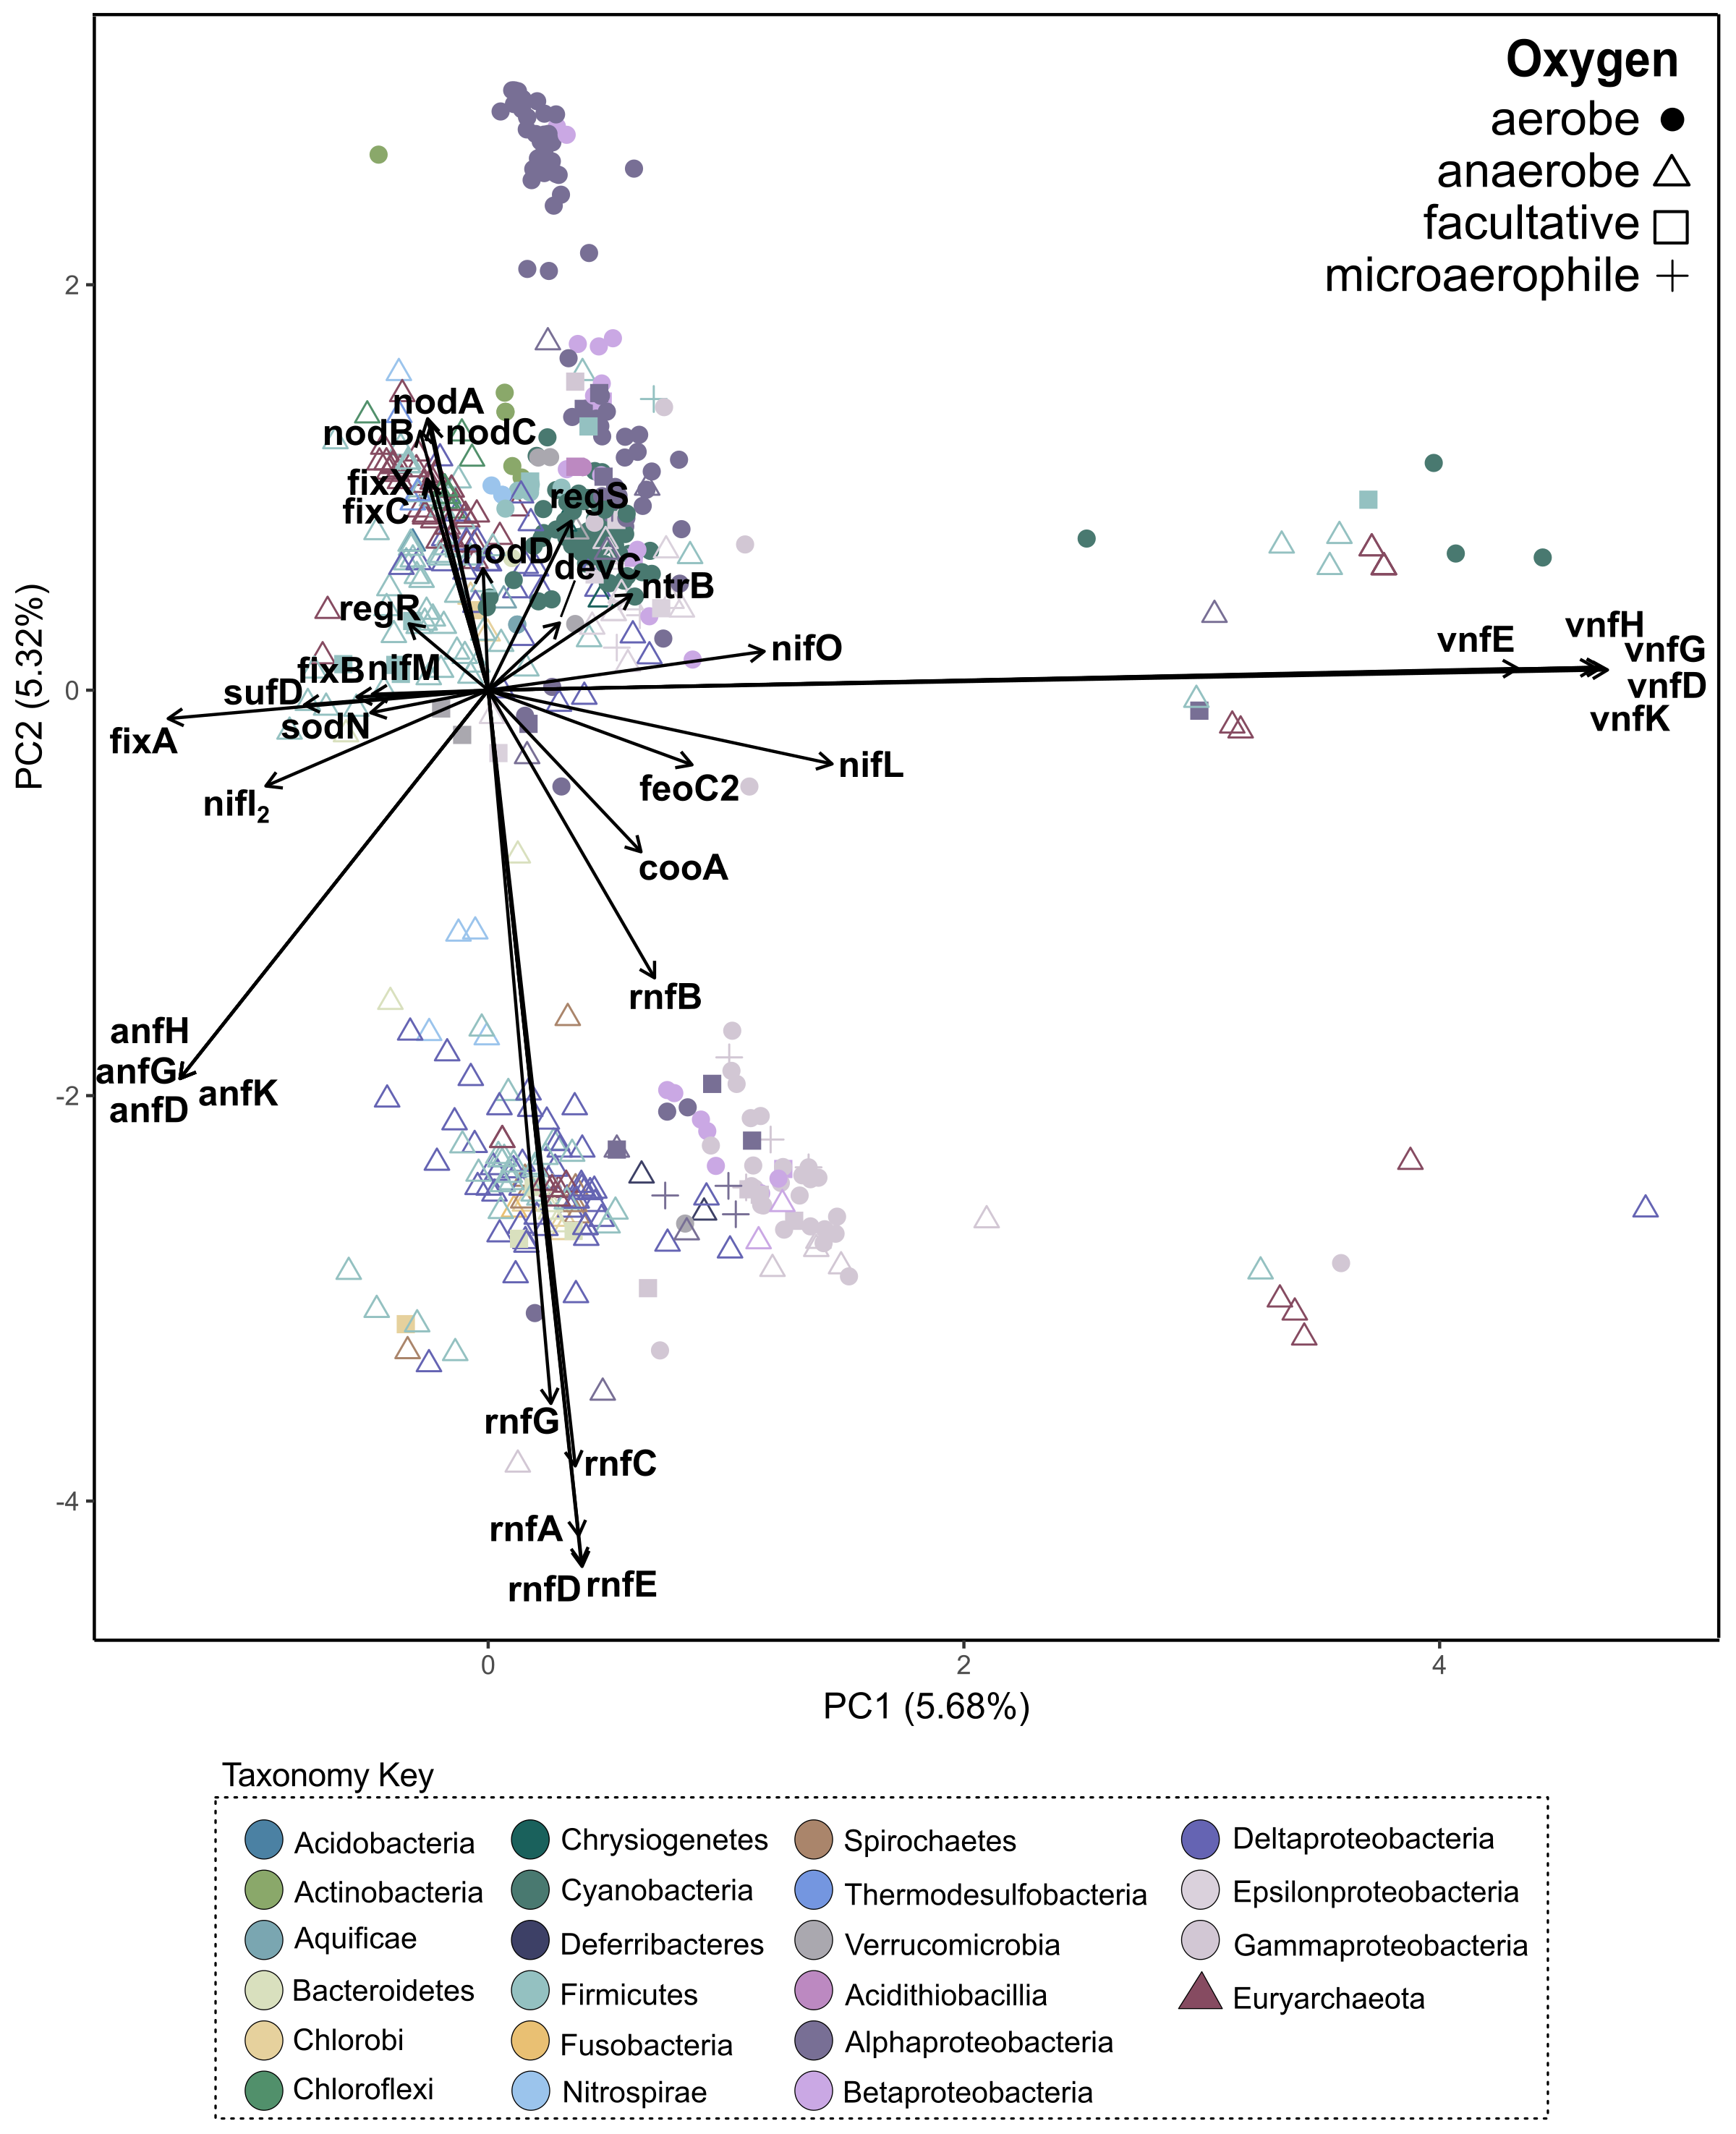 Oxygen
aerobe
anaerobe
facultative
microaerophile
2
0
-2
-4
PC2 (5.32%)
nodA
nodB
nodC
fixX
fixC
regS
nodD
devC
ntrB
regR
nifO
fixB
nifM
sufD
sodN
fixA
nifI2
vnfE
vnfH
vnfG
vnfD
vnfK
feoC2
nifL
cooA
rnfB
anfH
anfG
anfK
anfD
rnfG
rnfC
rnfA
rnfD
rnfE
0
2
4
PC1 (5.68%)
Taxonomy Key
Acidobacteria
Actinobacteria
Aquificae
Bacteroidetes
Chlorobi
Chloroflexi
Chrysiogenetes
Cyanobacteria
Deferribacteres
Firmicutes
Fusobacteria
Nitrospirae
Spirochaetes
Thermodesulfobacteria
Verrucomicrobia
Acidithiobacillia
Alphaproteobacteria
Betaproteobacteria
Deltaproteobacteria
Epsilonproteobacteria
Gammaproteobacteria
Euryarchaeota